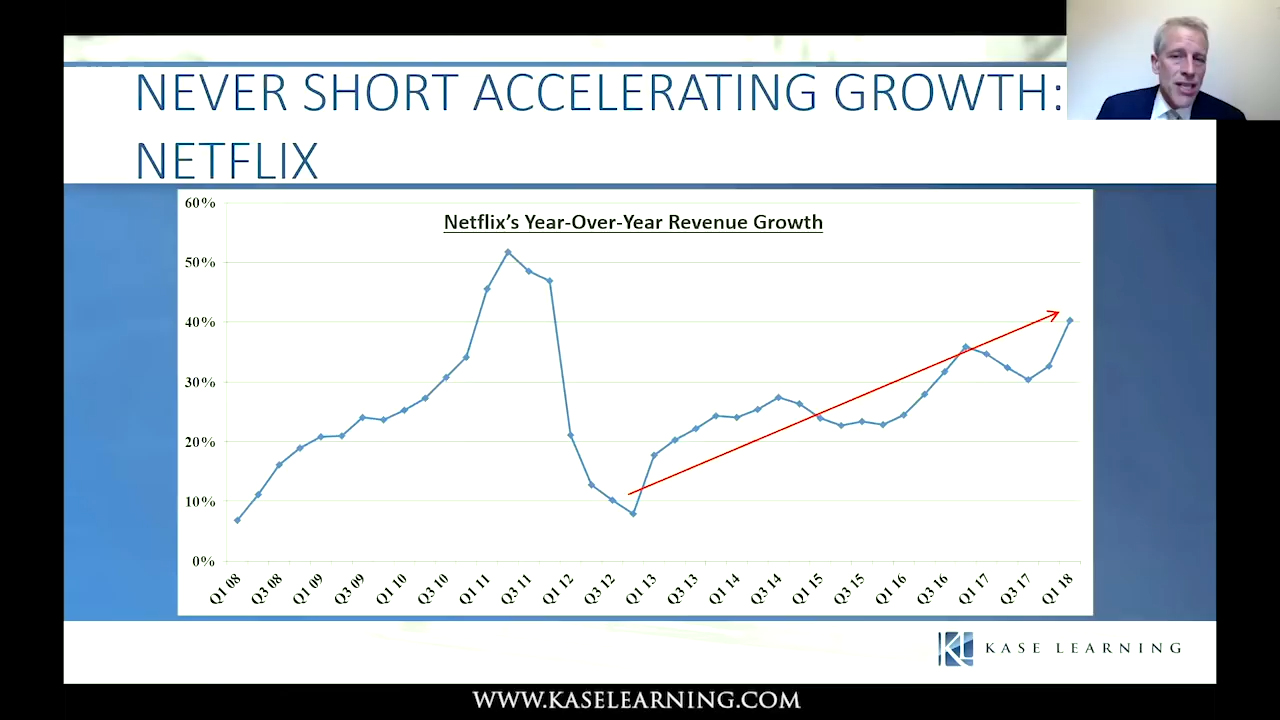 NEVER SHORT ACCELERATING GROWTH:
NETFLIX
Netflix's Year-Over-Year Revenue Growth
60%
50%
40%
30%
20%
10%
0%
Q1 08
Q3 08
Q1 09
Q3 09
Q1 10
Q3 10
Q1 11
Q3 11
Q1 12
Q3 12
Q1 13
Q3 13
Q1 14
Q3 14
Q1 15
Q3 15
Q1 16
Q3 16
Q1 17
Q3 17
Q1 18
KL KASE LEARNING
WWW.KASELEARNING.COM